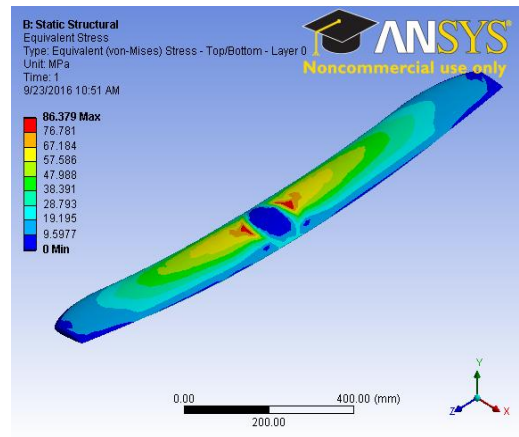 B: Static Structural
Equivalent Stress
Type: Equivalent (von-Mises) Stress - Top/Bottom - Layer 0
Unit: MPa
Time: 1
9/23/2016 10:51 AM
ANSYS
Noncommercial use only
86.379 Max
76.781
67.184
57.586
47.988
38.391
28.793
19.195
9.5977
0 Min
0.00
400.00 (mm)
200.00
Y
Z
X